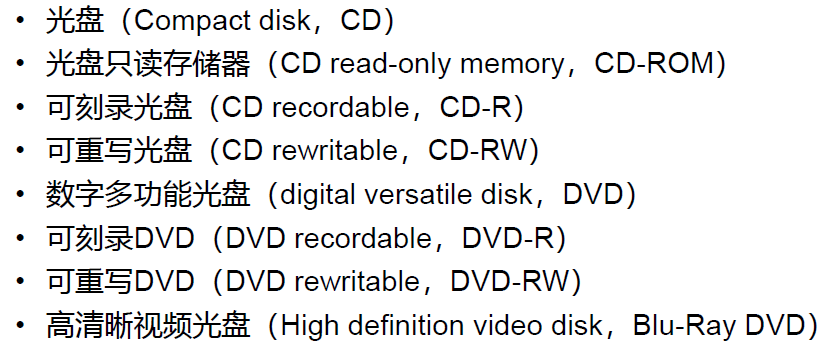 • 光盘（Compact disk，CD）
• 光盘只读存储器（CD read-only memory，CD-ROM）
• 可刻录光盘（CD recordable，CD-R）
• 可重写光盘（CD rewritable，CD-RW）
• 数字多功能光盘（digital versatile disk，DVD）
• 可刻录DVD（DVD recordable，DVD-R）
• 可重写DVD（DVD rewritable，DVD-RW）
• 高清晰视频光盘（High definition video disk，Blu-Ray DVD）